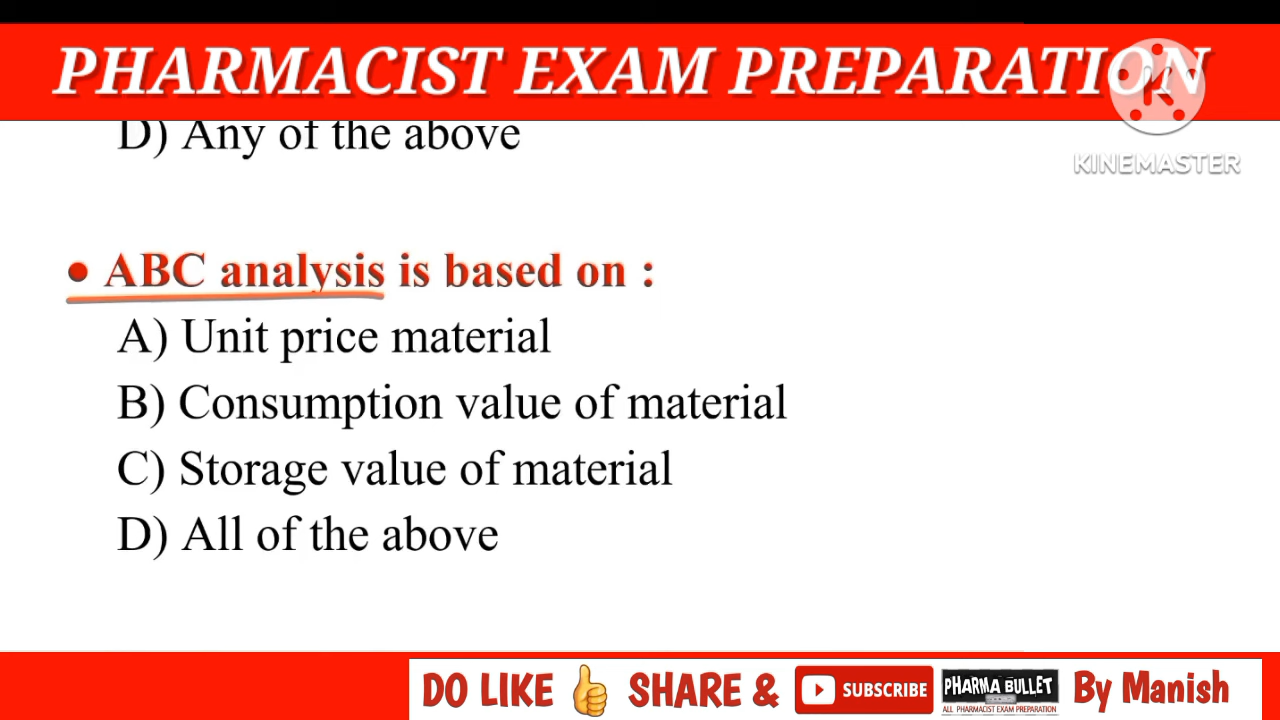 PHARMACIST EXAM PREPARATION
KINEMASTER
D) Any of the above
• ABC analysis is based on :
A) Unit price material
B) Consumption value of material
C) Storage value of material
D) All of the above
DO LIKE 👍 SHARE & SUBSCRIBE PHARMA BULLET By Manish
ALL PHARMACIST EXAM PREPARATION